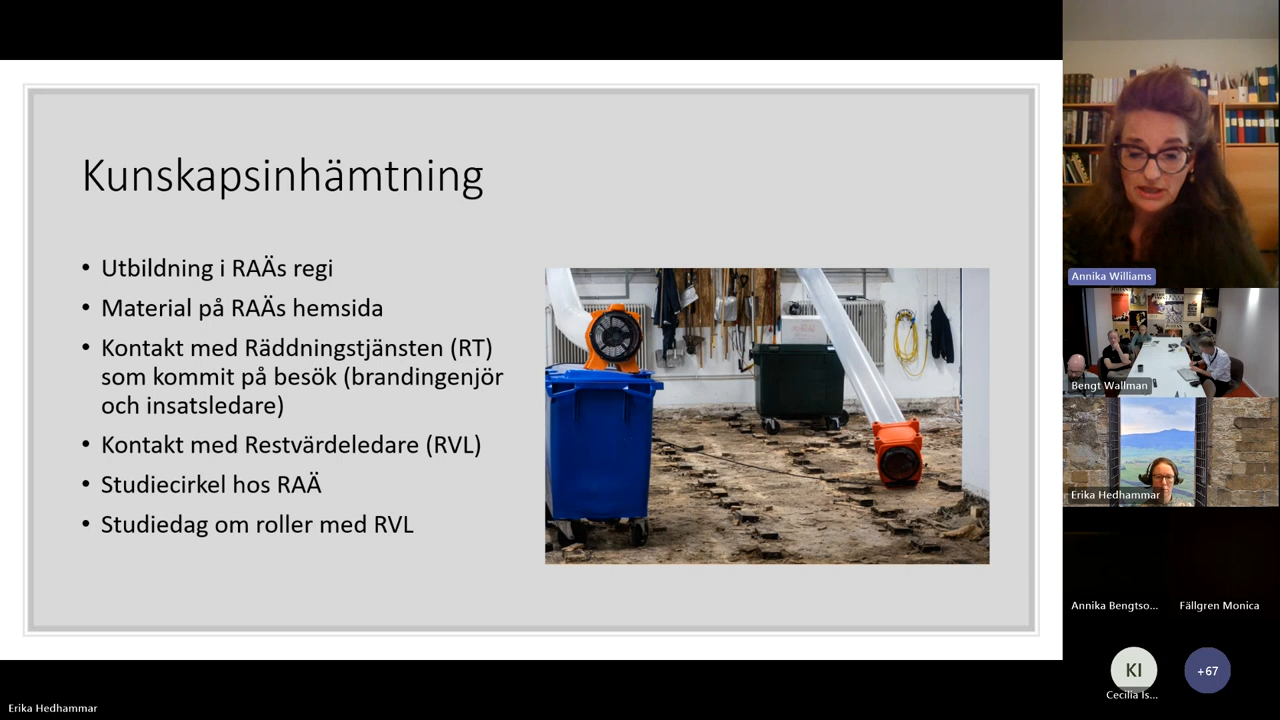 Kunskapsinhämtning
• Utbildning i RAÄs regi
• Material på RAÄs hemsida
• Kontakt med Räddningstjänsten (RT)
som kommit på besök (brandingenjör
och insatsledare)
• Kontakt med Restvärdeledare (RVL)
• Studiecirkel hos RAÄ
• Studiedag om roller med RVL
Annika Williams
Bengt Wallman
Erika Hedhammar
Annika Bengtso...
Fällgren Monica
KI
+67
Cecilia Is...
Erika Hedhammar